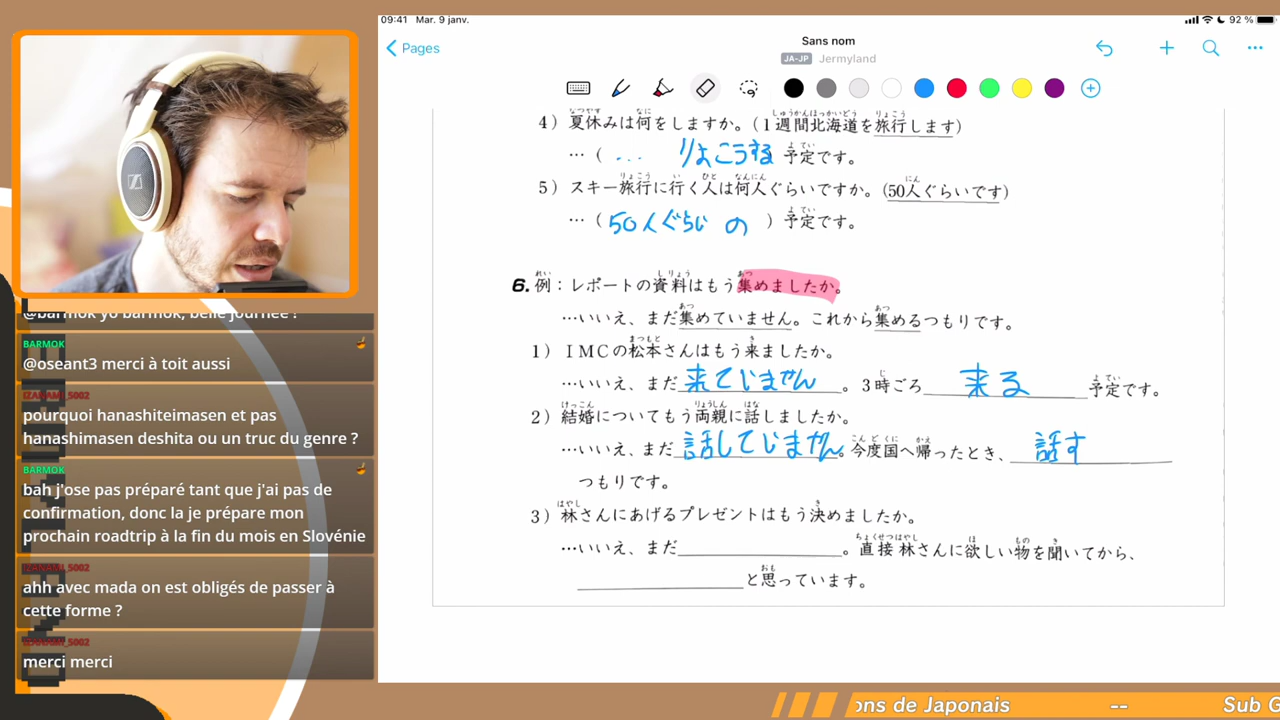 09:41 Mar. 9 janv.
92 %
Pages
Sans nom
JA-JP Jermyland
4) 夏休みは何をしますか。(1週間北海道を旅行します)
…( ... りょこうする 予定です。
5) スキー旅行に行く人は何人ぐらいですか。(50人ぐらいです)
…( 50人ぐらい の ) 予定です。
6. 例:レポートの資料はもう集めましたか。
…いいえ、まだ集めていません。これから集めるつもりです。
1) IMCの松本さんはもう来ましたか。
…いいえ、まだ 来ていません 。3時ごろ 来る 予定です。
2) 結婚についてもう両親に話しましたか。
…いいえ、まだ 話していません 。今度国へ帰ったとき、 話す
つもりです。
3) 林さんにあげるプレゼントはもう決めましたか。
…いいえ、まだ 。直接林さんに欲しい物を聞いてから、
と思っています。
@barmok yo barmok, belle journée !
BARMOK
@oseant3 merci à toit aussi
IZANAMI_5002
pourquoi hanashiteimasen et pas
hanashimasen deshita ou un truc du genre ?
BARMOK
bah j'ose pas préparé tant que j'ai pas de
confirmation, donc la je prépare mon
prochain roadtrip à la fin du mois en Slovénie
IZANAMI_5002
ahh avec mada on est obligés de passer à
cette forme ?
IZANAMI_5002
merci merci
ons de Japonais -- Sub G